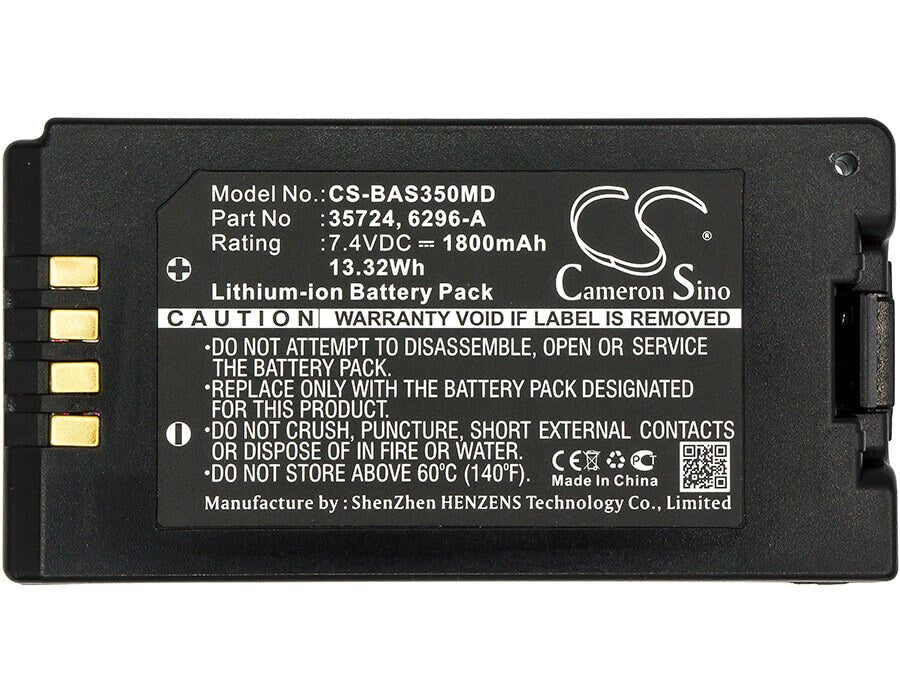 Model No.: CS-BAS350MD
Part No : 35724, 6296-A
Rating :7.4VDC ⎓ 1800mAh
13.32Wh
Lithium-ion Battery Pack
CS ®
Cameron Sino
CAUTION WARRANTY VOID IF LABEL IS REMOVED
•DO NOT ATTEMPT TO DISASSEMBLE, OPEN OR SERVICE
THE BATTERY PACK.
•REPLACE ONLY WITH THE BATTERY PACK DESIGNATED
FOR THIS PRODUCT.
•DO NOT CRUSH, PUNCTURE, SHORT EXTERNAL CONTACTS
OR DISPOSE OF IN FIRE OR WATER.
•DO NOT STORE ABOVE 60°C (140°F).
CE
Made In China
Manufactured by : ShenZhen HENZENS Technology Co., Limited